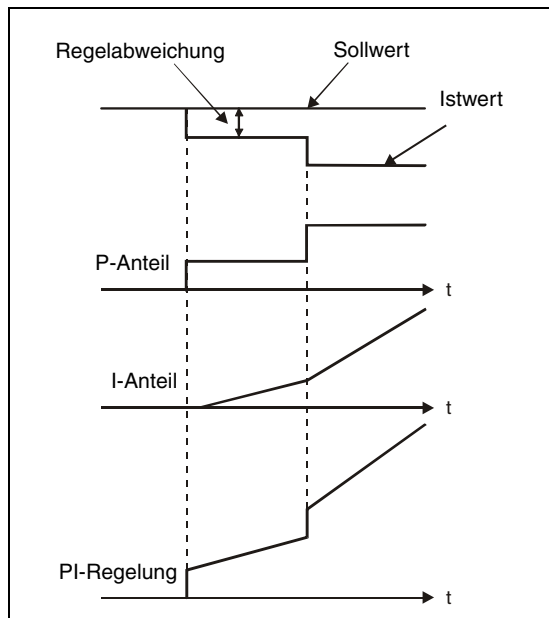 Regelabweichung
Sollwert
Istwert
P-Anteil
t
I-Anteil
t
PI-Regelung
t